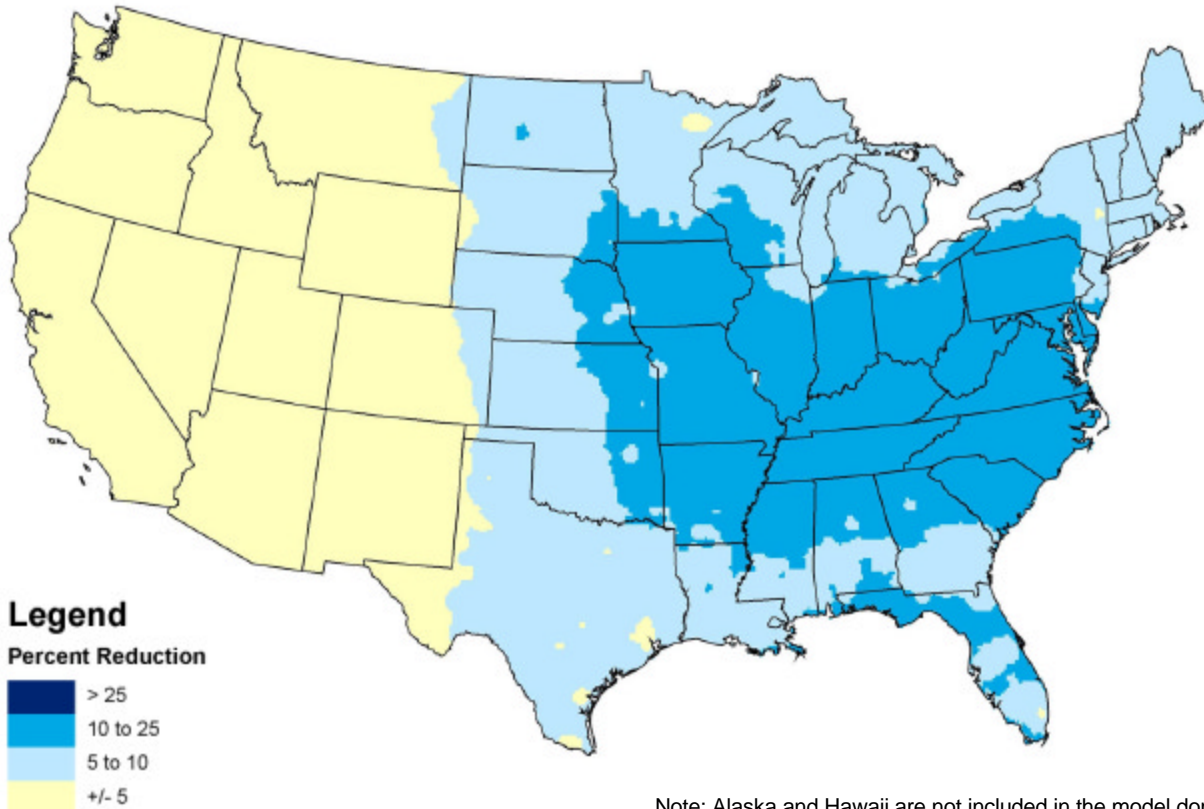 Legend
Percent Reduction
> 25
10 to 25
5 to 10
+/- 5
Note: Alaska and Hawaii are not included in the model